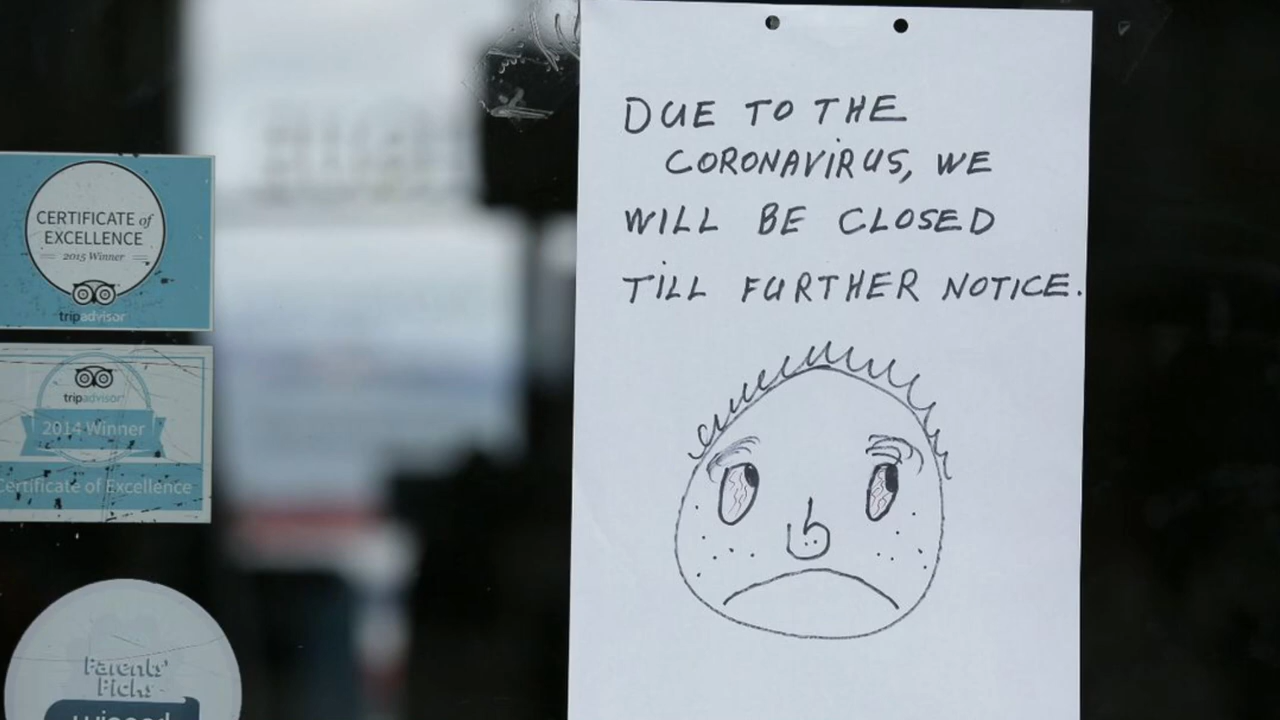 DUE TO THE
CORONAVIRUS, WE
WILL BE CLOSED
TILL FURTHER NOTICE.
CERTIFICATE of
EXCELLENCE
2015 Winner
tripadvisor
tripadvisor
2014 Winner
Certificate of Excellence
Parents'
Picks